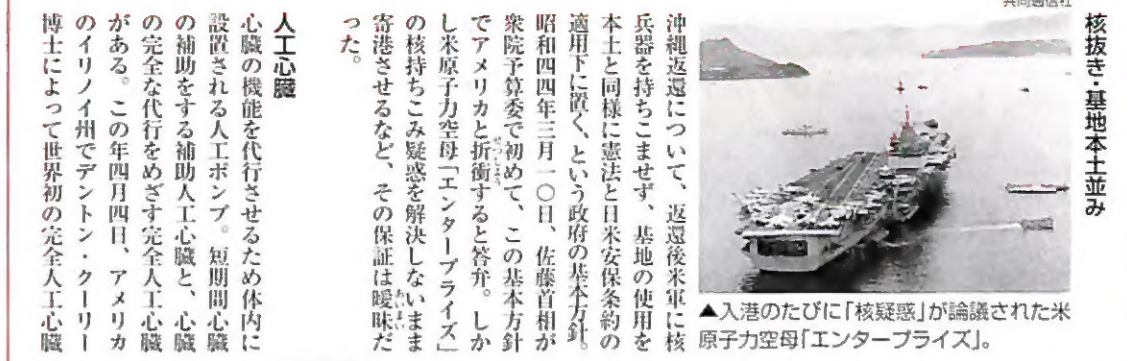 共同通信社
核抜き・基地本土並み
▲入港のたびに「核疑惑」が論議された米
原子力空母「エンタープライズ」。
沖縄返還について、返還後米軍に核
兵器を持ちこませず、基地の使用を
本土と同様に憲法と日米安保条約の
適用下に置く、という政府の基本方針。
昭和四四年三月一〇日、佐藤首相が
衆院予算委で初めて、この基本方針
でアメリカと折衝すると答弁。しか
し米原子力空母「エンタープライズ」
の核持ちこみ疑惑を解決しないまま
寄港させるなど、その保証は曖昧だ
った。
人工心臓
心臓の機能を代行させるため体内に
設置される人工ポンプ。短期間心臓
の補助をする補助人工心臓と、心臓
の完全な代行をめざす完全人工心臓
がある。この年四月四日、アメリカ
のイリノイ州でデントン・クーリー
博士によって世界初の完全人工心臓